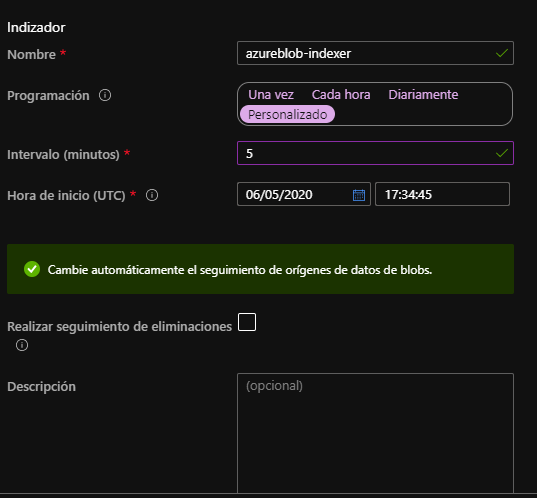 Indizador
Nombre *
azureblob-indexer
Programación
Una vez Cada hora Diariamente
Personalizado
Intervalo (minutos) *
5
Hora de inicio (UTC) *
06/05/2020 17:34:45
Cambie automáticamente el seguimiento de orígenes de datos de blobs.
Realizar seguimiento de eliminaciones
Descripción
(opcional)